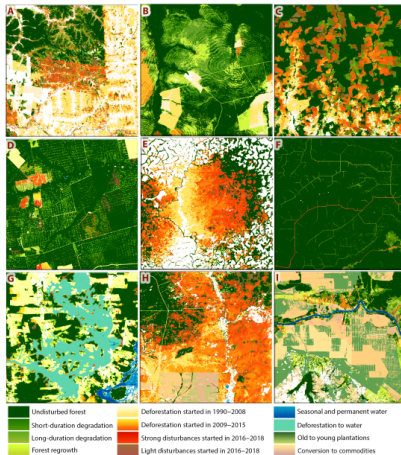 A B C
D E F
G H I
Undisturbed forest Deforestation started in 1990–2008 Seasonal and permanent water
Short-duration degradation Deforestation started in 2009–2015 Deforestation to water
Long-duration degradation Strong disturbances started in 2016–2018 Old to young plantations
Forest regrowth Light disturbances started in 2016–2018 Conversion to commodities